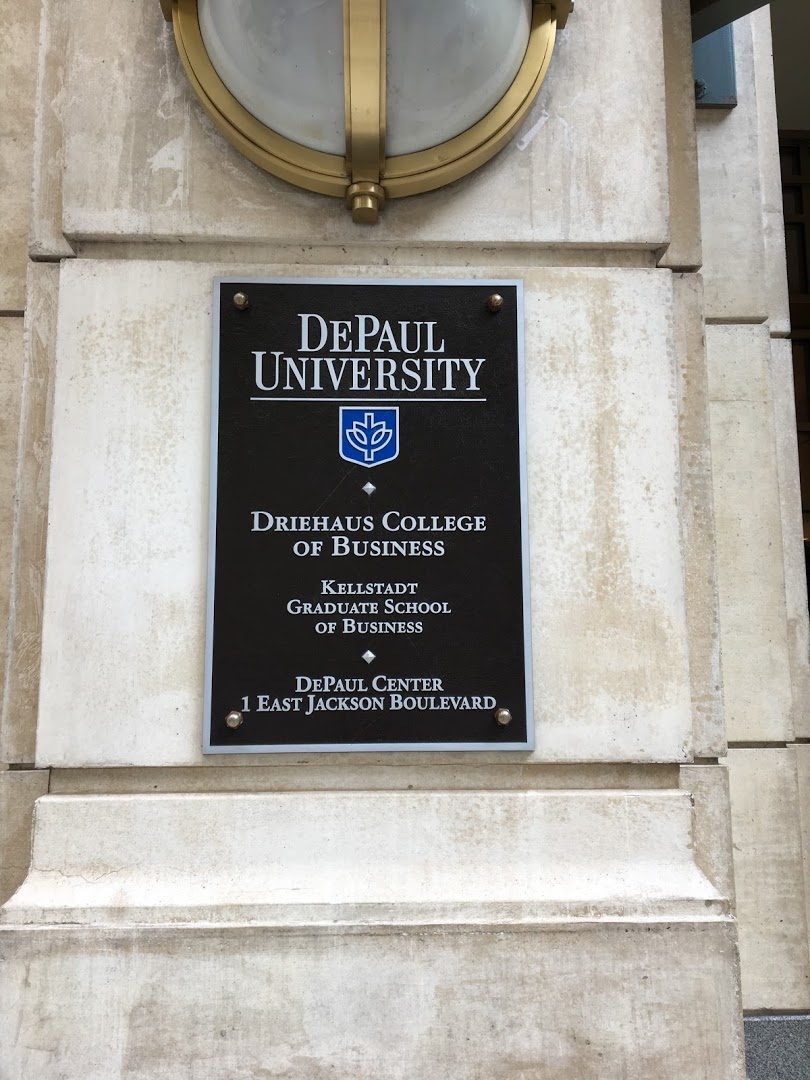 DePaul
University
Driehaus College
of Business
Kellstadt
Graduate School
of Business
DePaul Center
1 East Jackson Boulevard